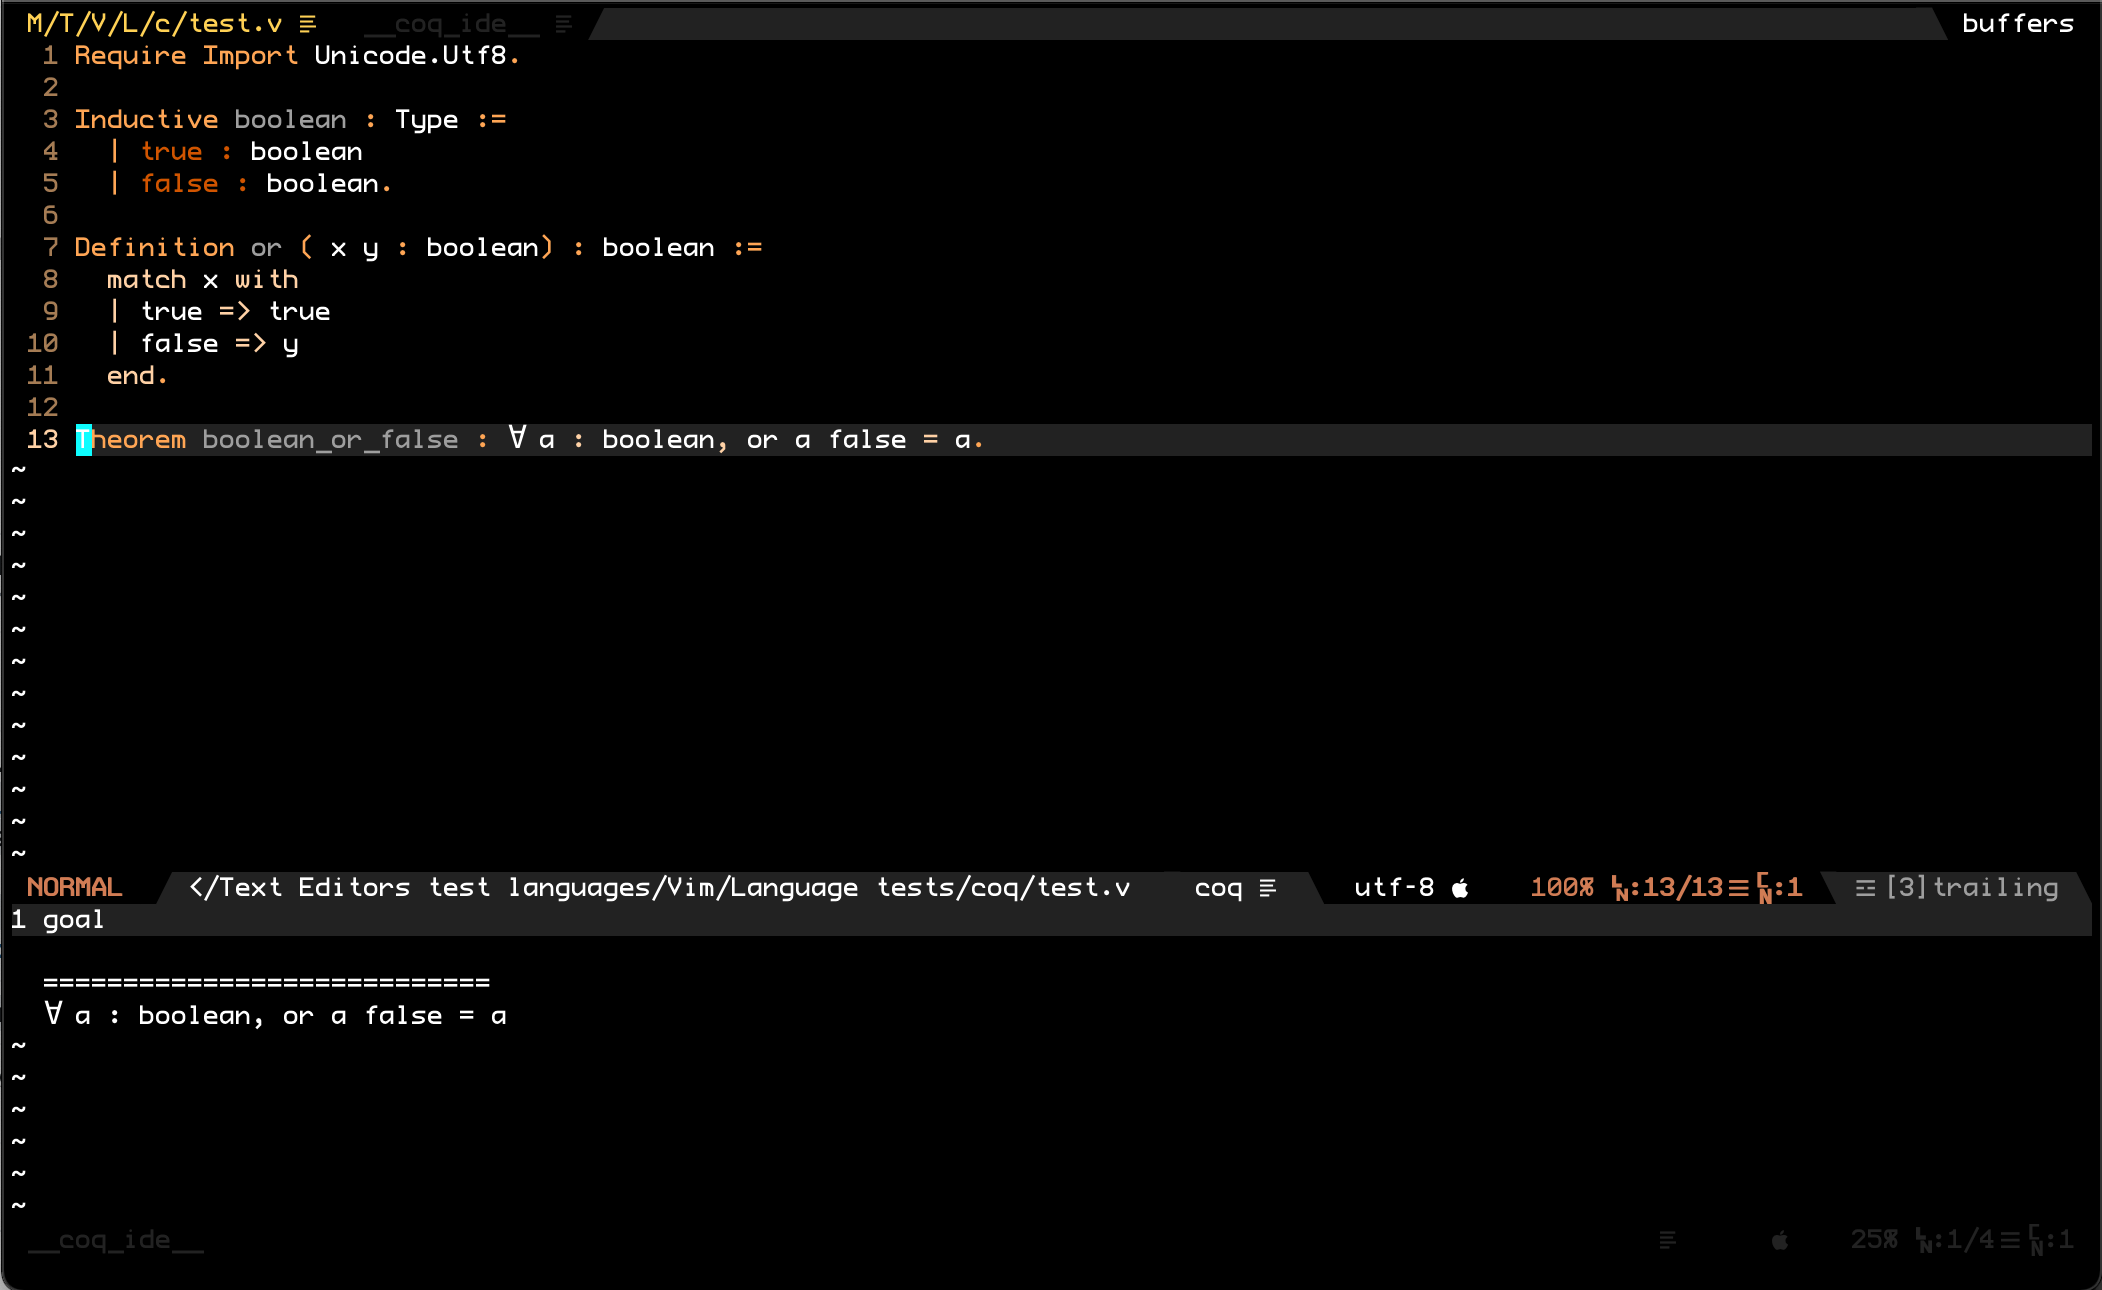 M/T/V/L/c/test.v __coq_ide__ buffers
1 Require Import Unicode.Utf8.
2
3 Inductive boolean : Type :=
4   | true : boolean
5   | false : boolean.
6
7 Definition or ( x y : boolean) : boolean :=
8   match x with
9   | true => true
10   | false => y
11   end.
12
13 Theorem boolean_or_false : ∀ a : boolean, or a false = a.
~
~
~
~
~
~
~
~
~
~
~
~
~
NORMAL </Text Editors test languages/Vim/Language tests/coq/test.v coq utf-8 100% ㏑:13/13☰℅:1 ☲ [3]trailing
1 goal
============================
∀ a : boolean, or a false = a
~
~
~
~
~
~
__coq_ide__ 25% ㏑:1/4☰℅:1